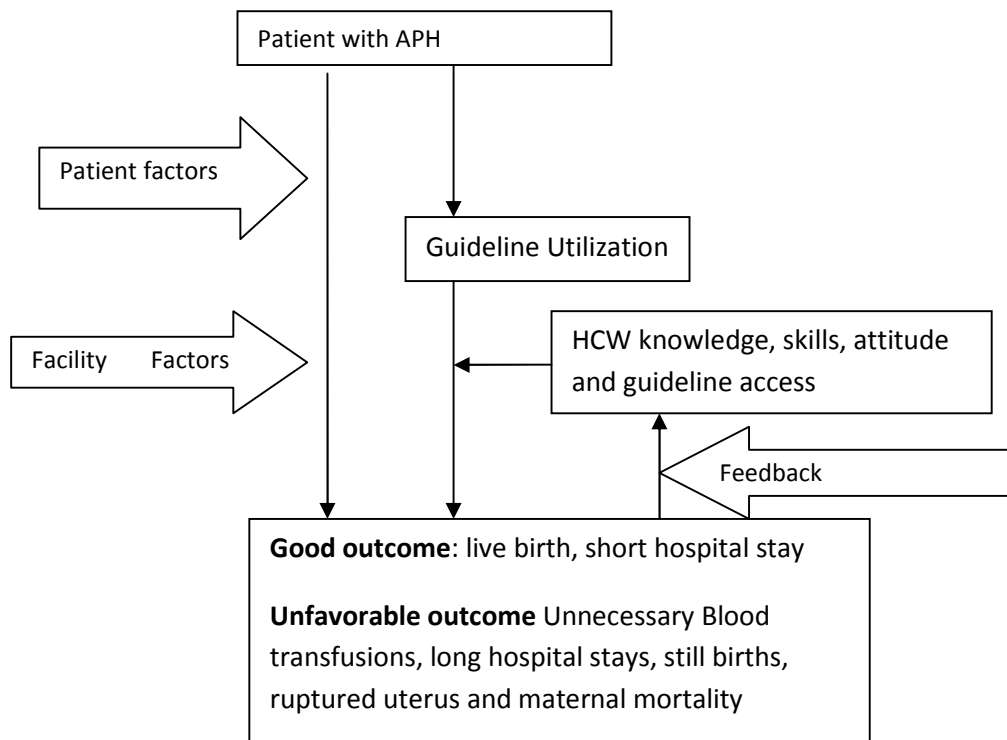 Patient with APH
Patient factors
Guideline Utilization
HCW knowledge, skills, attitude
and guideline access
Facility Factors
Feedback
Good outcome: live birth, short hospital stay
Unfavorable outcome Unnecessary Blood
transfusions, long hospital stays, still births,
ruptured uterus and maternal mortality